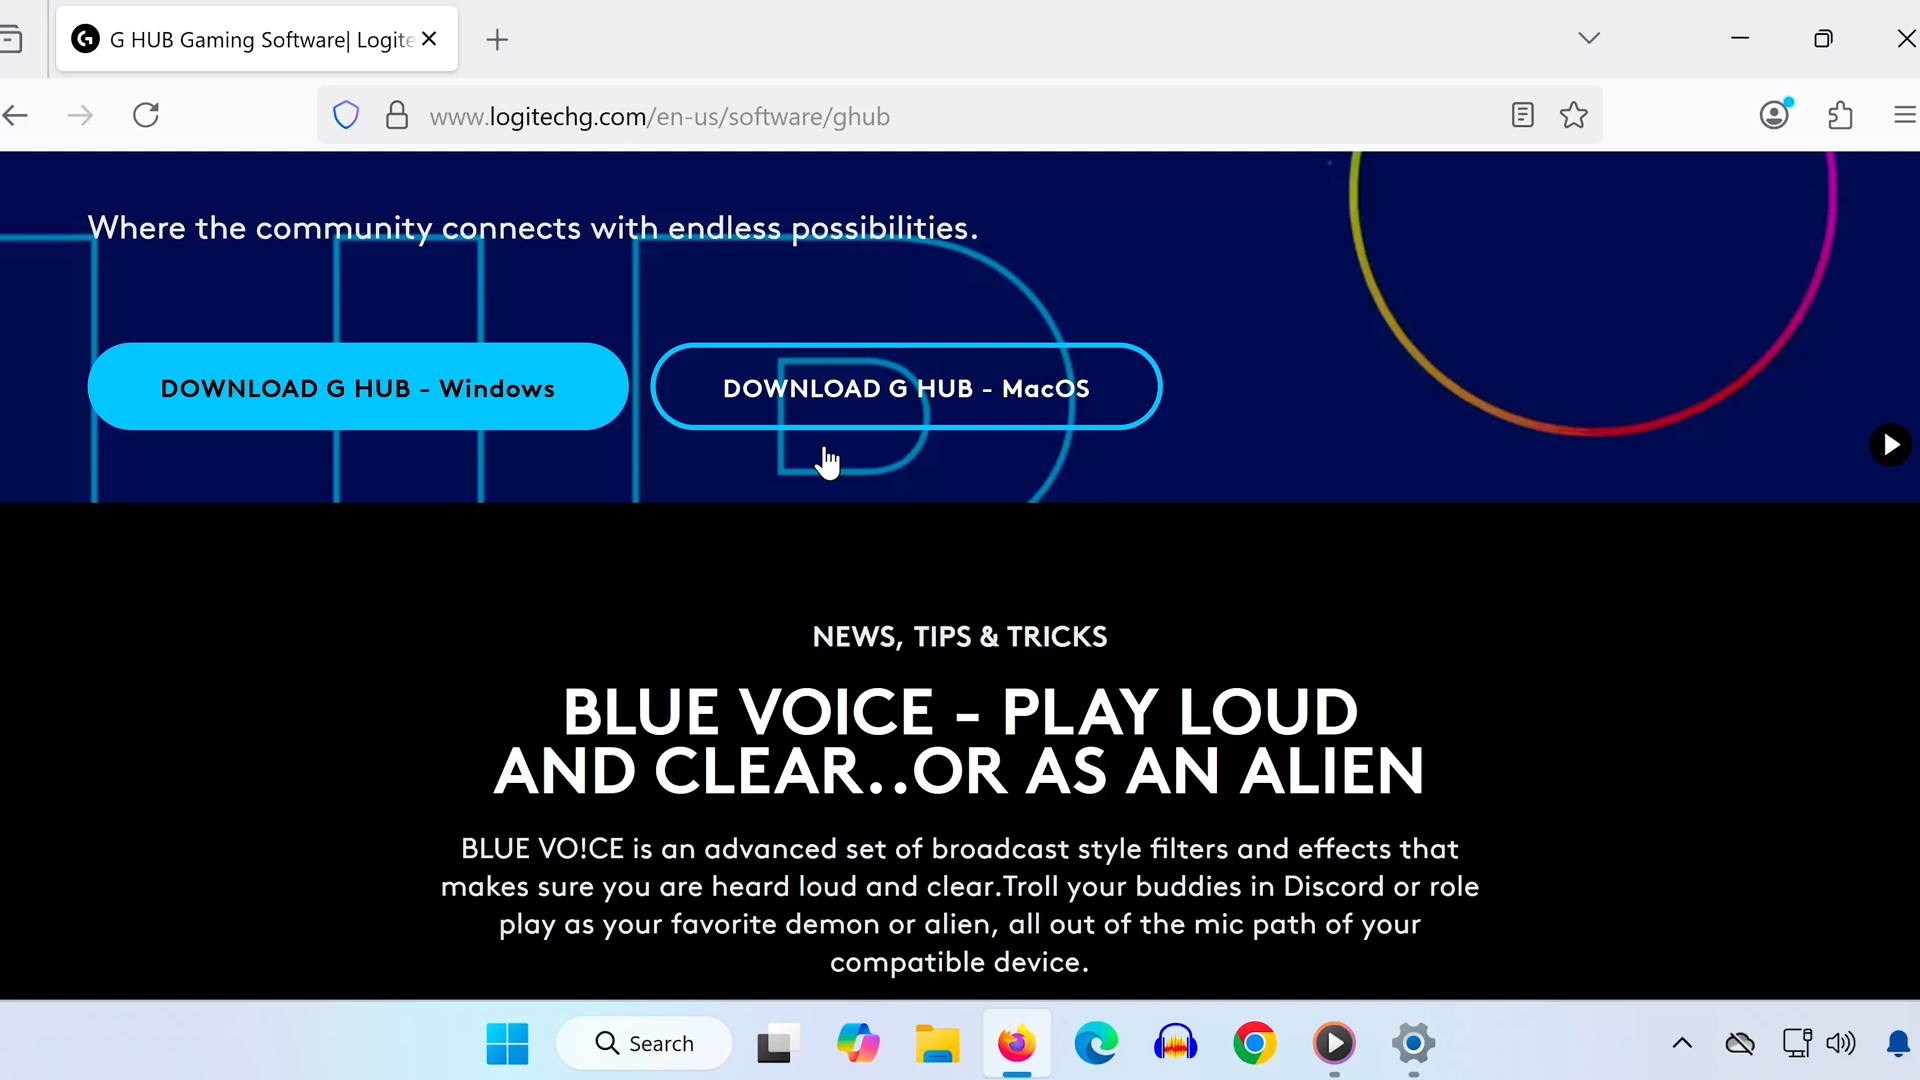 G HUB Gaming Software| Logite
www.logitechg.com/en-us/software/ghub
Where the community connects with endless possibilities.
DOWNLOAD G HUB - Windows
DOWNLOAD G HUB - MacOS
NEWS, TIPS & TRICKS
BLUE VOICE - PLAY LOUD
AND CLEAR..OR AS AN ALIEN
BLUE VO!CE is an advanced set of broadcast style filters and effects that
makes sure you are heard loud and clear.Troll your buddies in Discord or role
play as your favorite demon or alien, all out of the mic path of your
compatible device.
Search